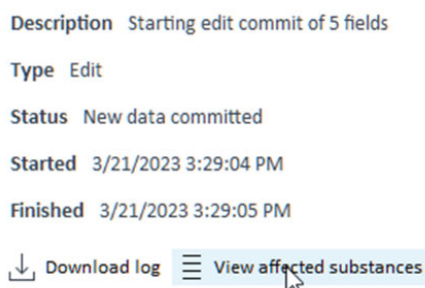 Description Starting edit commit of 5 fields
Type Edit
Status New data committed
Started 3/21/2023 3:29:04 PM
Finished 3/21/2023 3:29:05 PM
Download log View affected substances